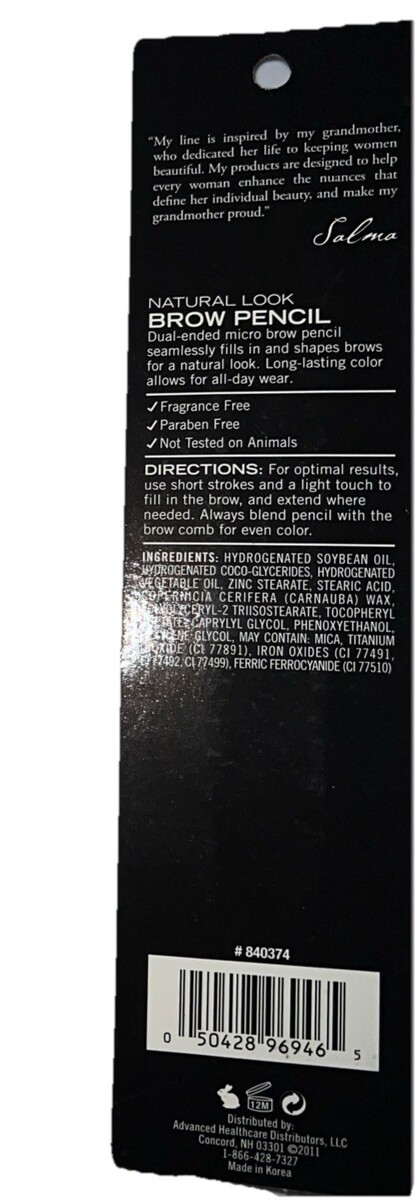 "My line is inspired by my grandmother,
who dedicated her life to keeping women
beautiful. My products are designed to help
every woman enhance the nuances that
define her individual beauty, and make my
grandmother proud."
Salma
NATURAL LOOK
BROW PENCIL
Dual-ended micro brow pencil
seamlessly fills in and shapes brows
for a natural look. Long-lasting color
allows for all-day wear.
✓ Fragrance Free
✓ Paraben Free
✓ Not Tested on Animals
DIRECTIONS: For optimal results,
use short strokes and a light touch to
fill in the brow, and extend where
needed. Always blend pencil with the
brow comb for even color.
INGREDIENTS: HYDROGENATED SOYBEAN OIL,
HYDROGENATED COCO-GLYCERIDES, HYDROGENATED
VEGETABLE OIL, ZINC STEARATE, STEARIC ACID,
COPERNICIA CERIFERA (CARNAUBA) WAX,
TRIISOSTEARATE, TOCOPHERYL
CAPRYLYL GLYCOL, PHENOXYETHANOL,
GLYCOL, MAY CONTAIN: MICA, TITANIUM
(CI 77891), IRON OXIDES (CI 77491,
CI 77492, CI 77499), FERRIC FERROCYANIDE (CI 77510)
# 840374
0 50428 96946 5
12M
Distributed by:
Advanced Healthcare Distributors, LLC
Concord, NH 03301 ©2011
1-866-428-7327
Made in Korea